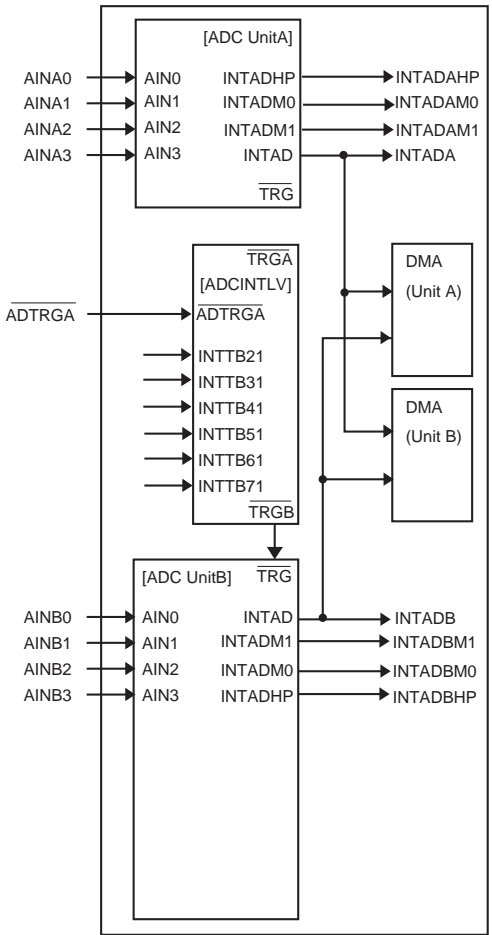 [ADC UnitA]
AINA0 AIN0 INTADHP INTADAHP
AINA1 AIN1 INTADM0 INTADAM0
AINA2 AIN2 INTADM1 INTADAM1
AINA3 AIN3 INTAD INTADA
TRG
TRGA
[ADCINTLV]
ADTRGA ADTRGA
INTTB21
INTTB31
INTTB41
INTTB51
INTTB61
INTTB71
TRGB
DMA
(Unit A)
DMA
(Unit B)
[ADC UnitB] TRG
AINB0 AIN0 INTAD INTADB
AINB1 AIN1 INTADM1 INTADBM1
AINB2 AIN2 INTADM0 INTADBM0
AINB3 AIN3 INTADHP INTADBHP